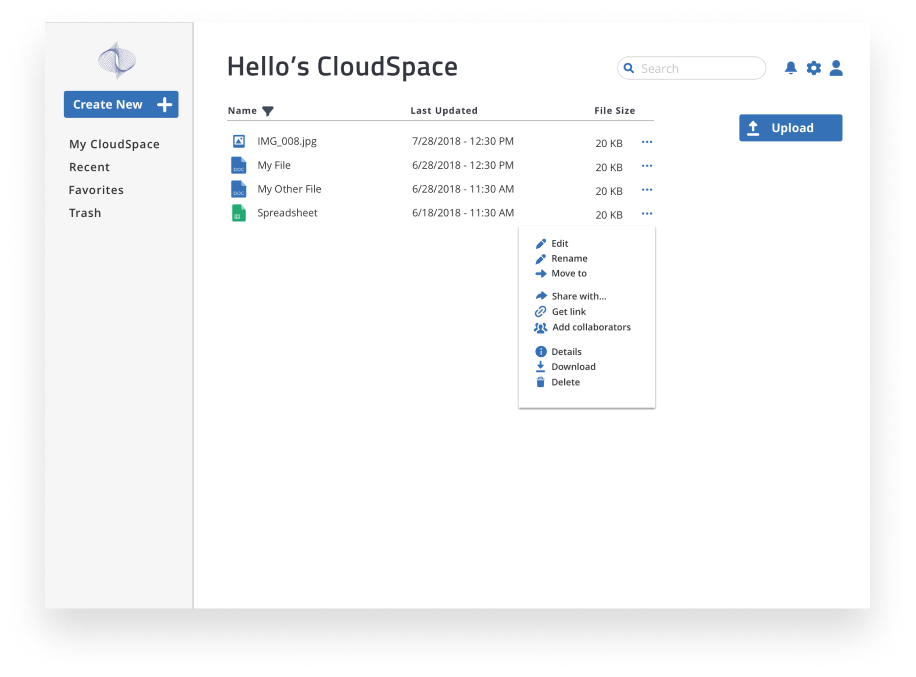 Hello's CloudSpace
Search
Create New
My CloudSpace
Recent
Favorites
Trash
Name Last Updated File Size
Upload
IMG_008.jpg 7/28/2018 - 12:30 PM 20 KB
DOC My File 6/28/2018 - 12:30 PM 20 KB
DOC My Other File 6/28/2018 - 11:30 AM 20 KB
Spreadsheet 6/18/2018 - 11:30 AM 20 KB
Edit
Rename
Move to
Share with...
Get link
Add collaborators
Details
Download
Delete